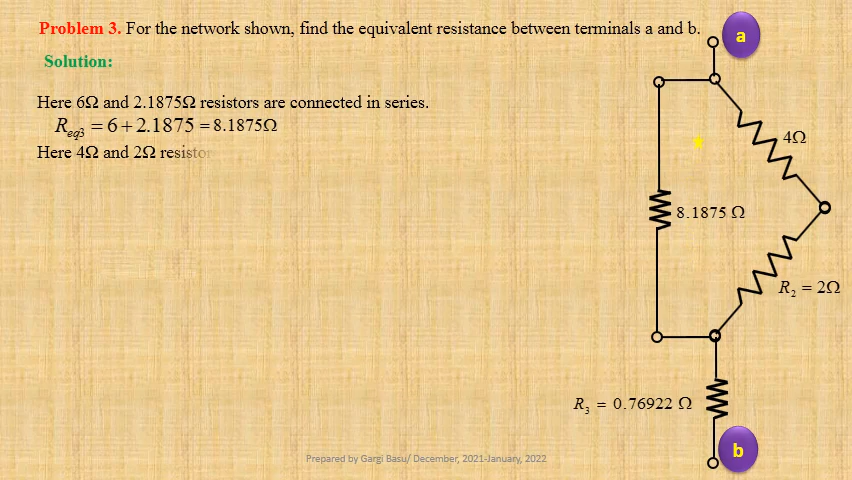 Problem 3. For the network shown, find the equivalent resistance between terminals a and b.
a
Solution:
Here 6Ω and 2.1875Ω resistors are connected in series.
R_eq3 = 6 + 2.1875 = 8.1875Ω
Here 4Ω and 2Ω resistor
4Ω
8.1875 Ω
R₂ = 2Ω
R₃ = 0.76922 Ω
b
Prepared by Gargi Basu/ December, 2021-January, 2022